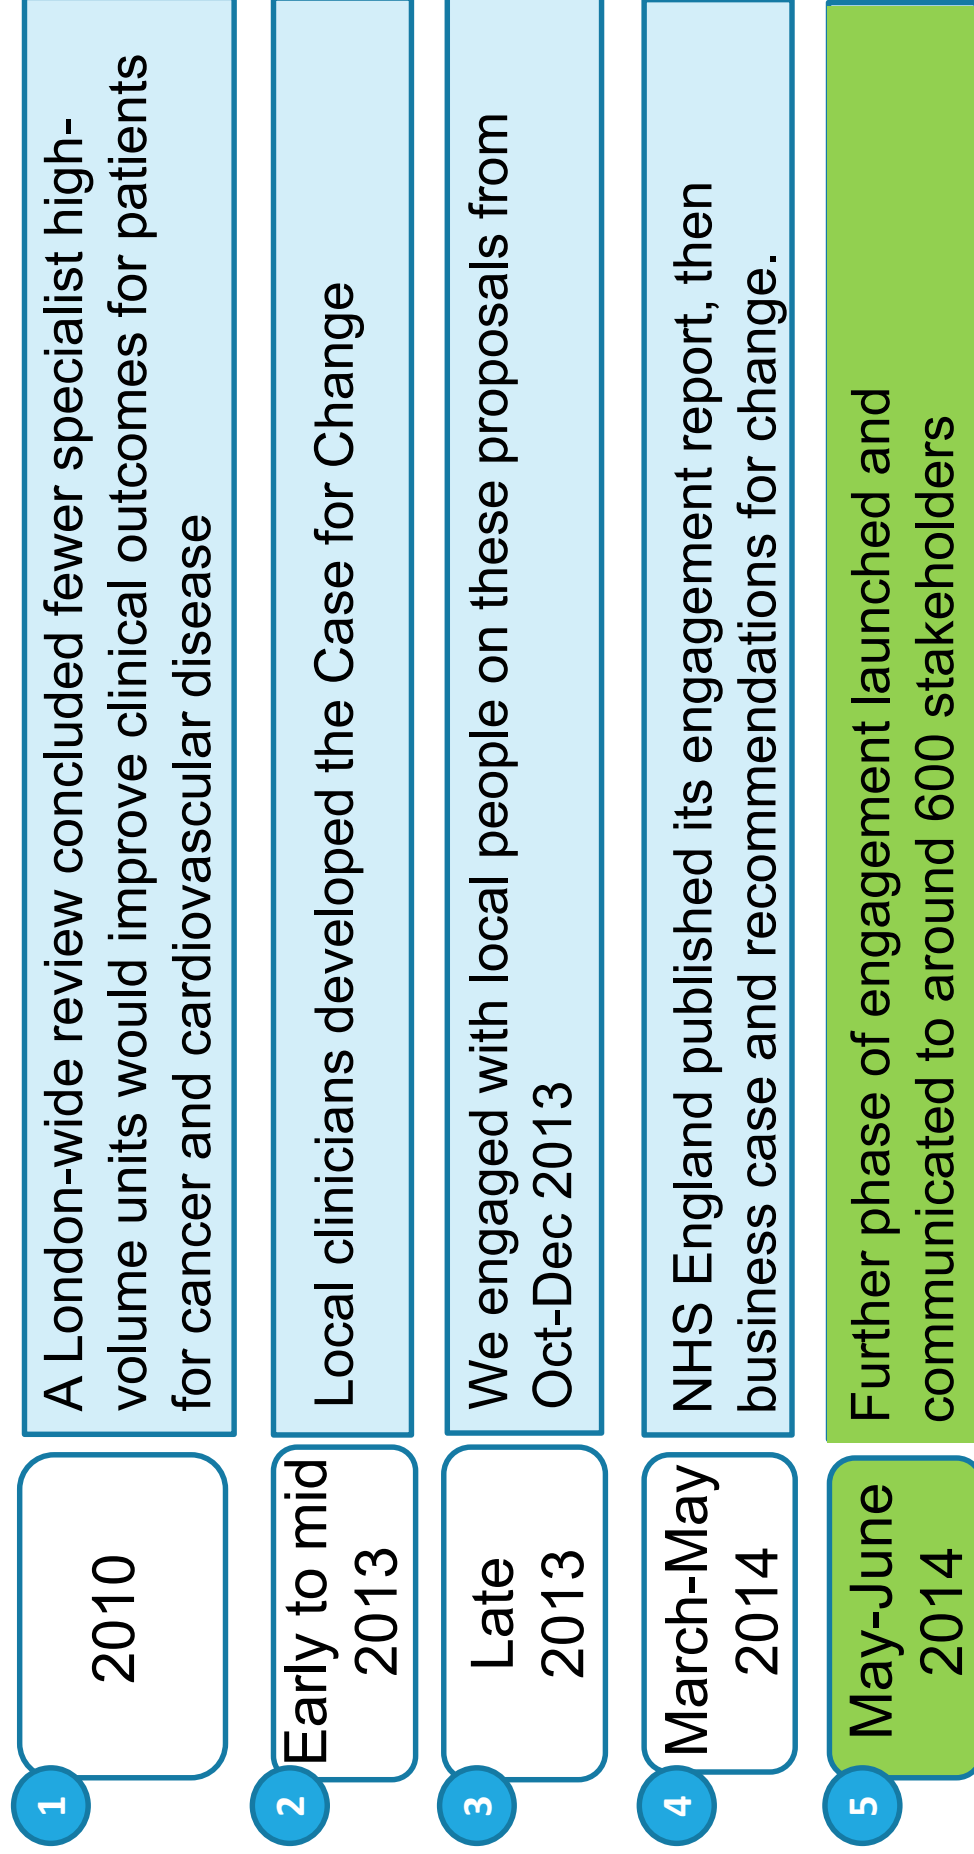 1
2010
A London-wide review concluded fewer specialist high-
volume units would improve clinical outcomes for patients
for cancer and cardiovascular disease
2
Early to mid
2013
Local clinicians developed the Case for Change
3
Late
2013
We engaged with local people on these proposals from
Oct-Dec 2013
4
March-May
2014
NHS England published its engagement report, then
business case and recommendations for change.
5
May-June
2014
Further phase of engagement launched and
communicated to around 600 stakeholders